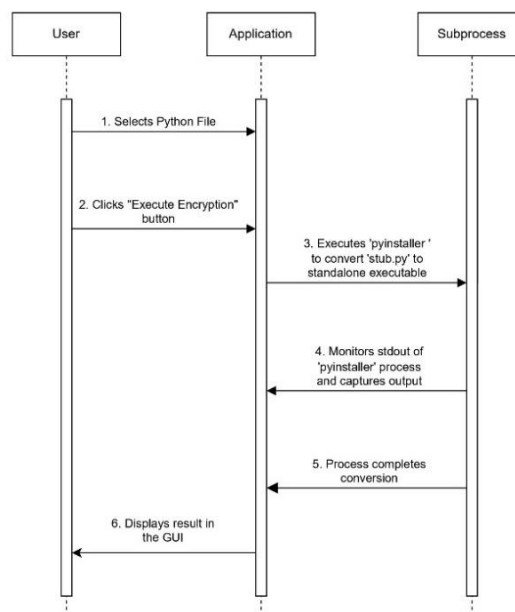 User
Application
Subprocess
1. Selects Python File
2. Clicks "Execute Encryption"
button
3. Executes 'pyinstaller '
to convert 'stub.py' to
standalone executable
4. Monitors stdout of
'pyinstaller' process
and captures output
5. Process completes
conversion
6. Displays result in
the GUI